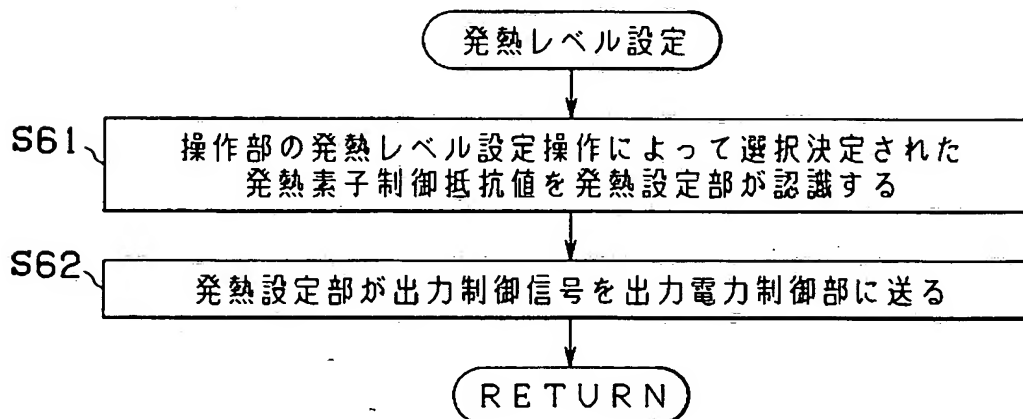 発熱レベル設定
S61
操作部の発熱レベル設定操作によって選択決定された
発熱素子制御抵抗値を発熱設定部が認識する
S62
発熱設定部が出力制御信号を出力電力制御部に送る
RETURN